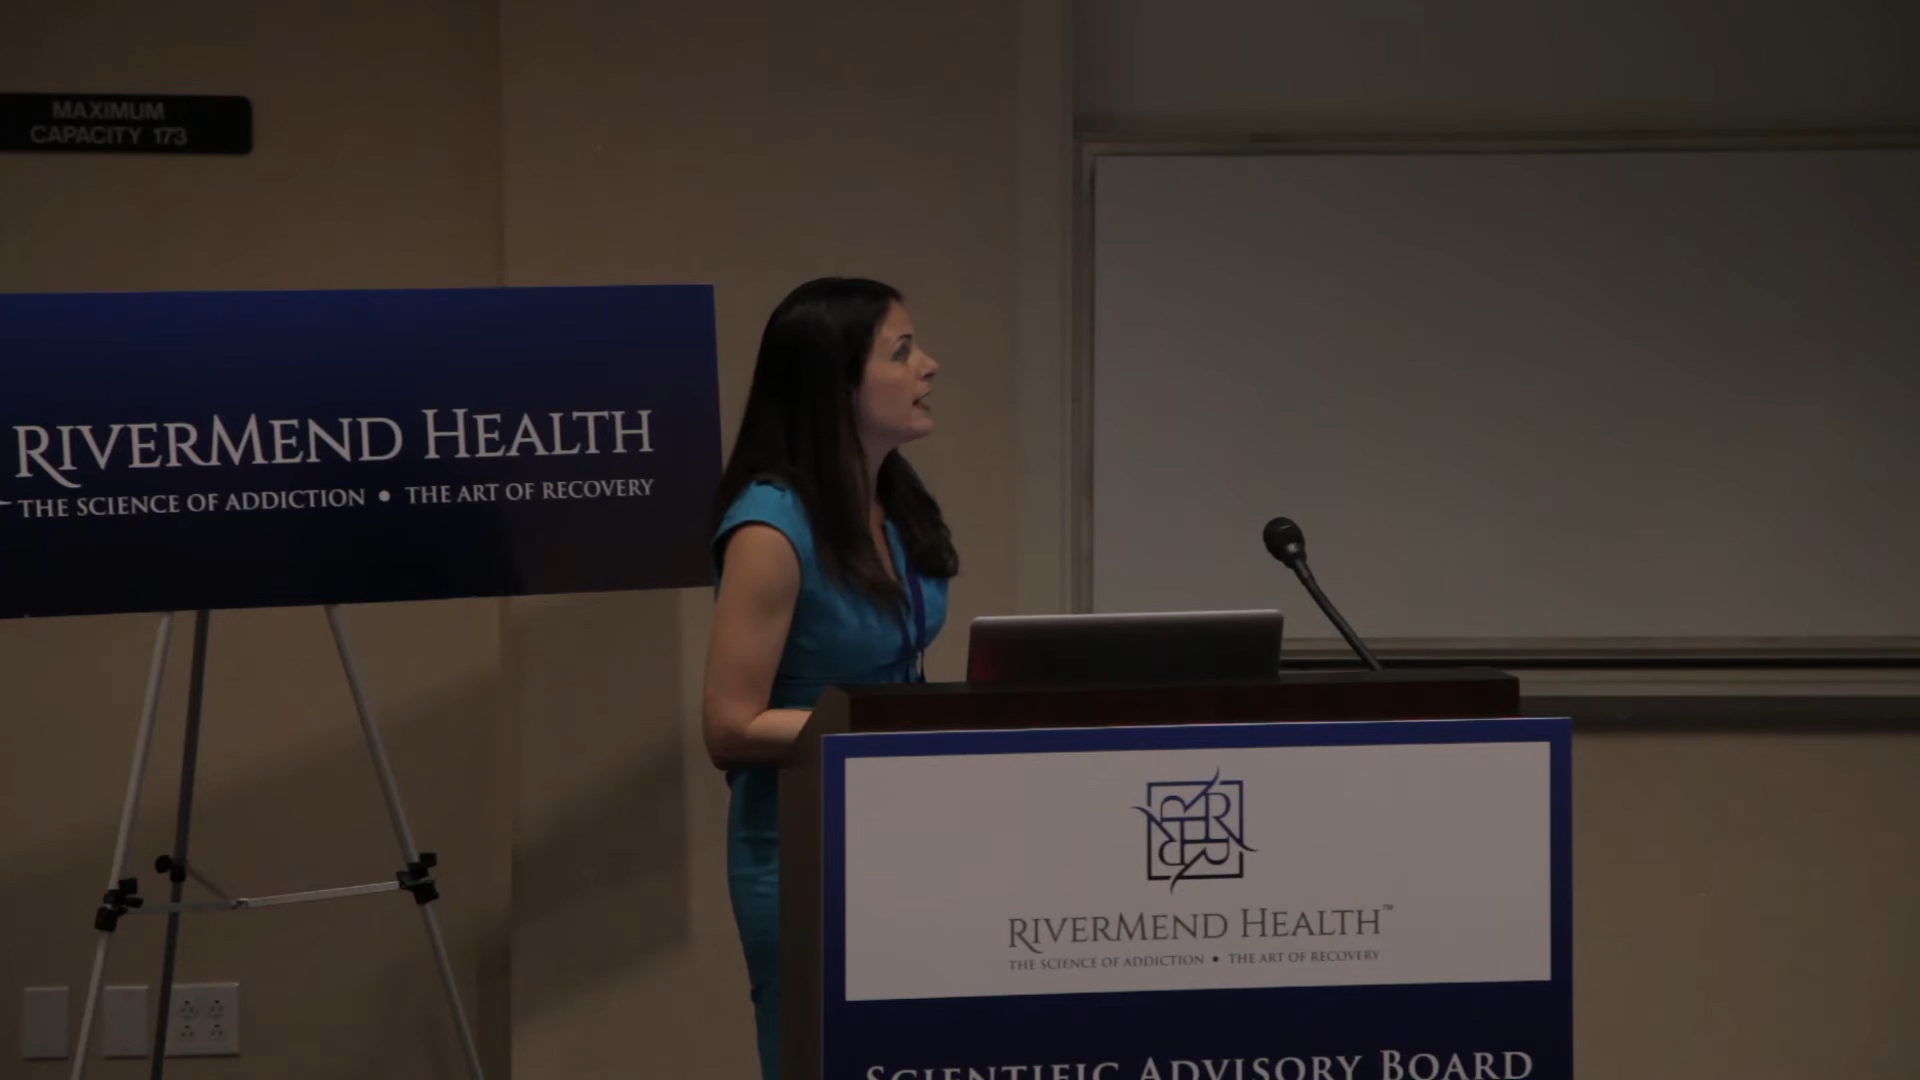 MAXIMUM
CAPACITY 173
RIVERMEND HEALTH
THE SCIENCE OF ADDICTION • THE ART OF RECOVERY
RIVERMEND HEALTH™
THE SCIENCE OF ADDICTION • THE ART OF RECOVERY
SCIENTIFIC ADVISORY BOARD